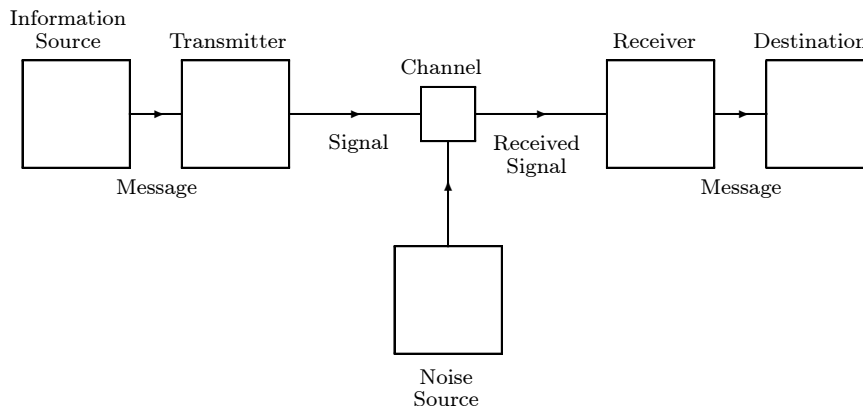 Information
Source
Transmitter
Channel
Receiver
Destination
Message
Signal
Received
Signal
Message
Noise
Source